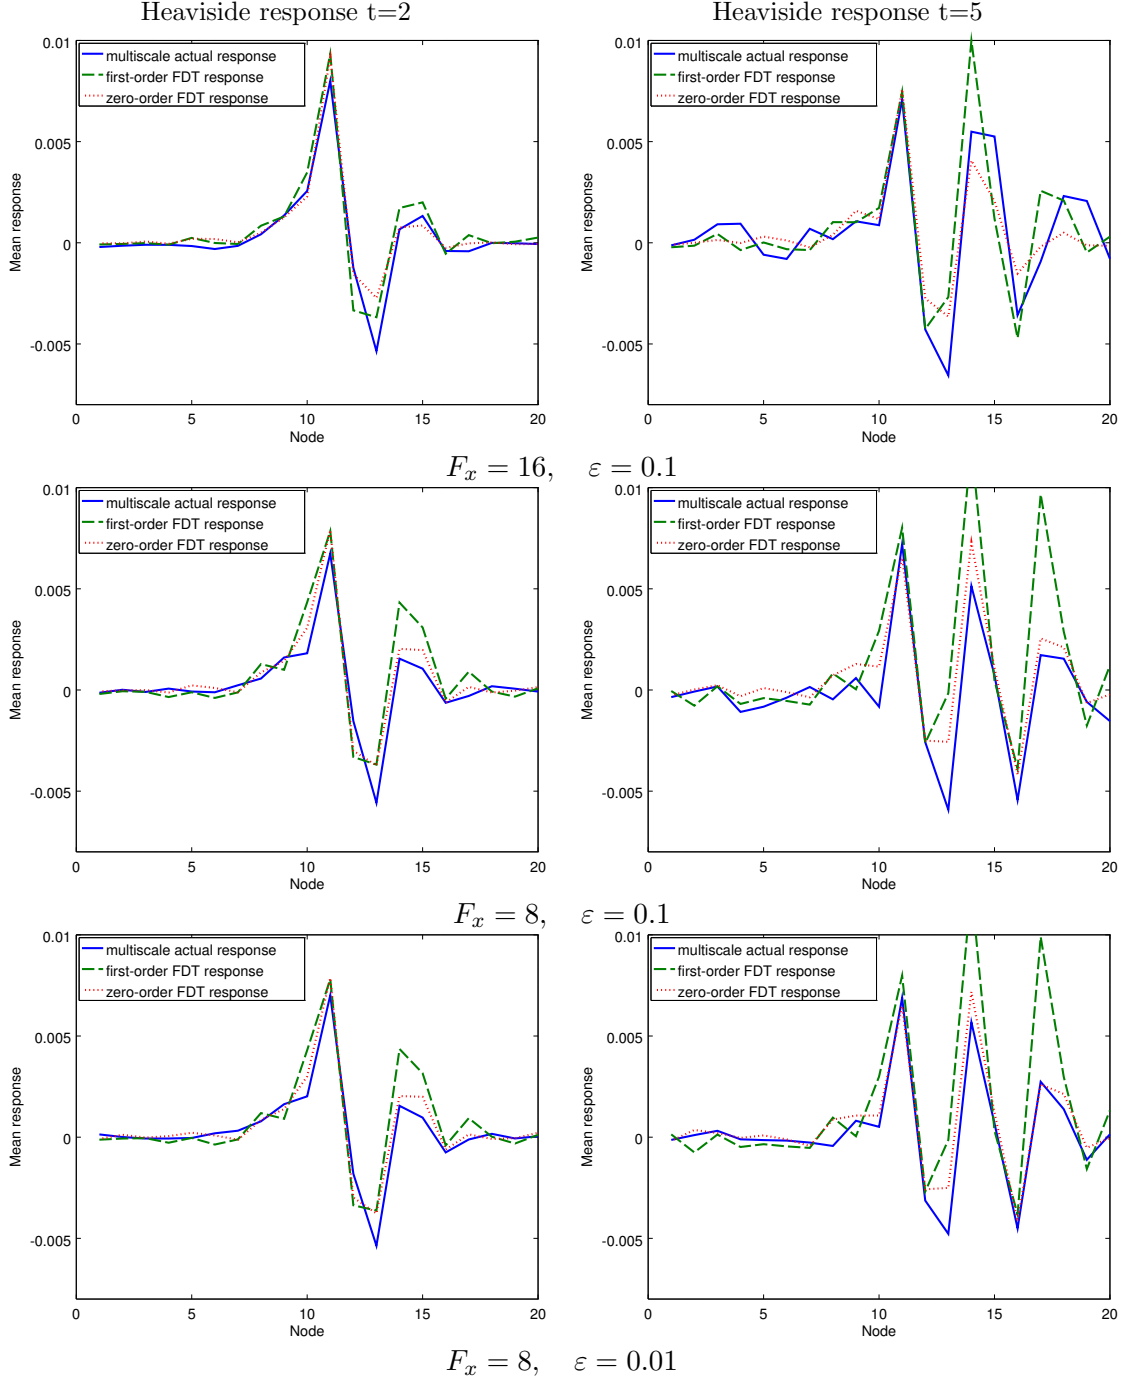 Heaviside response t=2
Heaviside response t=5
0.01
0.005
0
-0.005
0 5 10 15 20
Mean response
Node
multiscale actual response
first-order FDT response
zero-order FDT response
0.01
0.005
0
-0.005
0 5 10 15 20
Mean response
Node
multiscale actual response
first-order FDT response
zero-order FDT response
Fₓ = 16, ε = 0.1
0.01
0.005
0
-0.005
0 5 10 15 20
Mean response
Node
multiscale actual response
first-order FDT response
zero-order FDT response
0.01
0.005
0
-0.005
0 5 10 15 20
Mean response
Node
multiscale actual response
first-order FDT response
zero-order FDT response
Fₓ = 8, ε = 0.1
0.01
0.005
0
-0.005
0 5 10 15 20
Mean response
Node
multiscale actual response
first-order FDT response
zero-order FDT response
0.01
0.005
0
-0.005
0 5 10 15 20
Mean response
Node
multiscale actual response
first-order FDT response
zero-order FDT response
Fₓ = 8, ε = 0.01